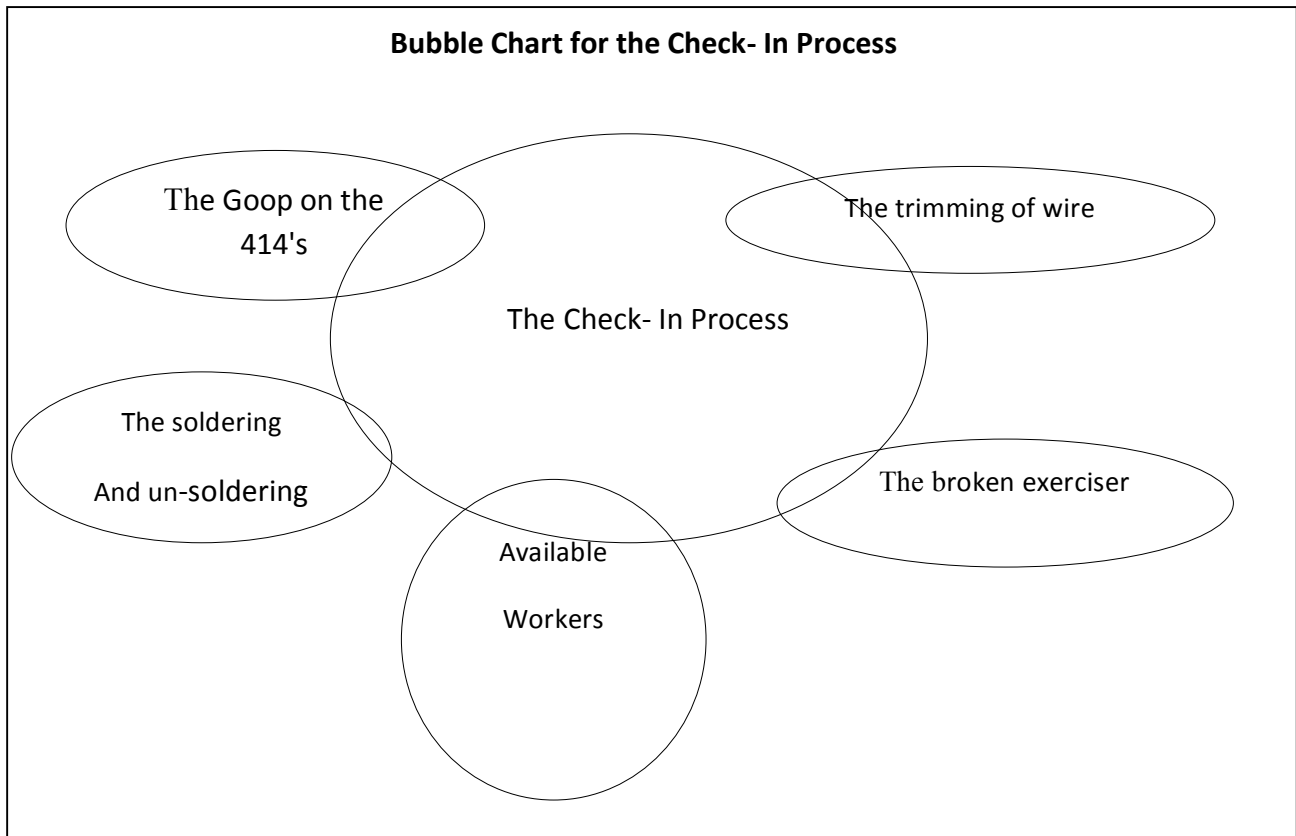 Bubble Chart for the Check- In Process
The Goop on the
414's
The trimming of wire
The Check- In Process
The soldering
And un-soldering
The broken exerciser
Available
Workers